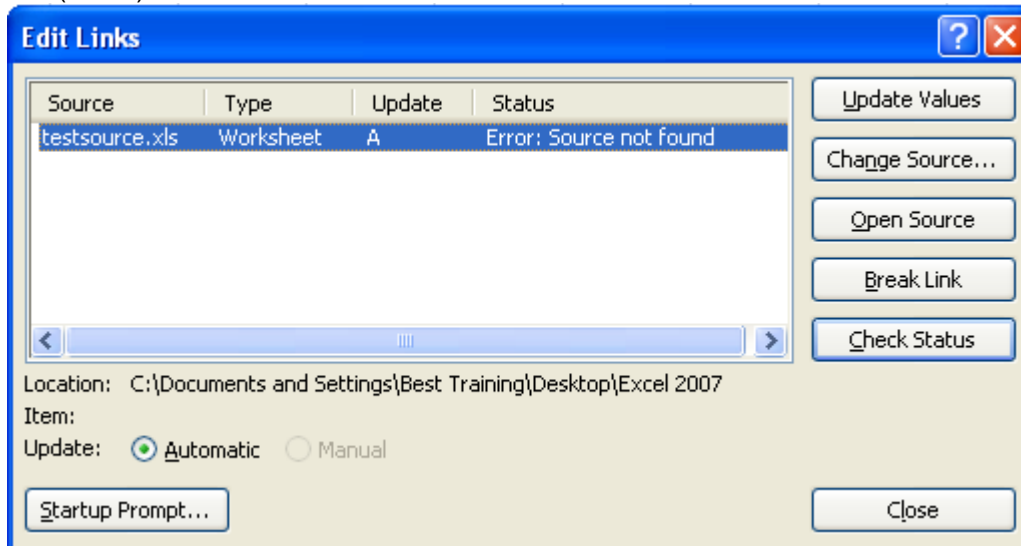 Edit Links
Source Type Update Status
testsource.xls Worksheet A Error: Source not found
Update Values
Change Source...
Open Source
Break Link
Check Status
Location: C:\Documents and Settings\Best Training\Desktop\Excel 2007
Item:
Update: Automatic Manual
Startup Prompt... Close